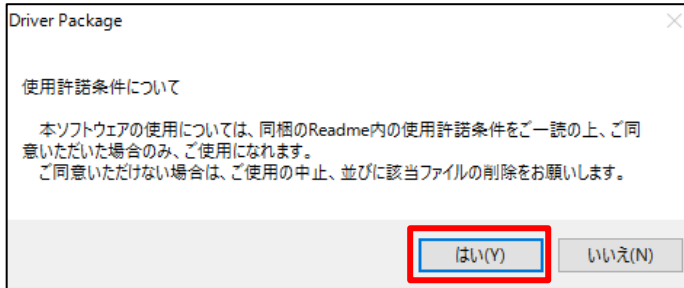 Driver Package
使用許諾条件について
本ソフトウェアの使用については、同梱のReadme内の使用許諾条件をご一読の上、ご同
意いただいた場合のみ、ご使用になれます。
ご同意いただけない場合は、ご使用の中止、並びに該当ファイルの削除をお願いします。
はい(Y) いいえ(N)